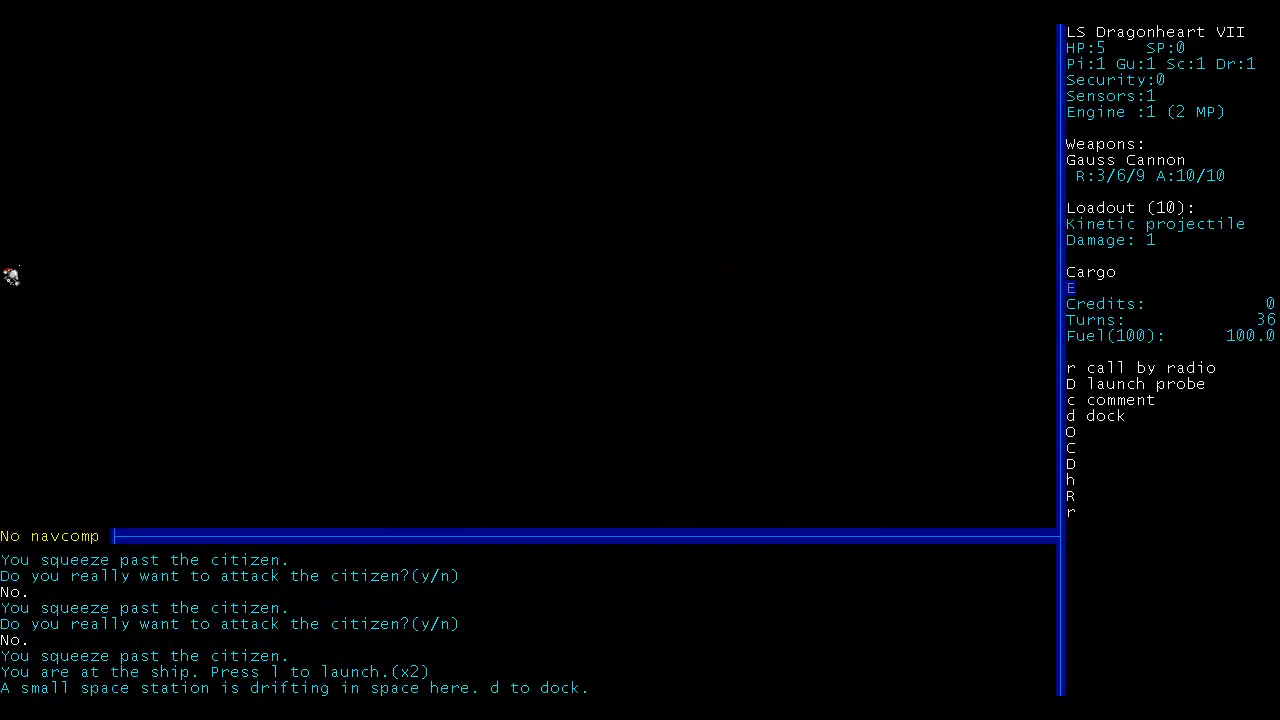 LS Dragonheart VII
HP:5 SP:0
Pi:1 Gu:1 Sc:1 Dr:1
Security:0
Sensors:1
Engine :1 (2 MP)
Weapons:
Gauss Cannon
R:3/6/9 A:10/10
Loadout (10):
Kinetic projectile
Damage: 1
Cargo
E
Credits: 0
Turns: 36
Fuel(100): 100.0
r call by radio
D launch probe
c comment
d dock
O
C
D
h
R
r
No navcomp
You squeeze past the citizen.
Do you really want to attack the citizen?(y/n)
No.
You squeeze past the citizen.
Do you really want to attack the citizen?(y/n)
No.
You squeeze past the citizen.
You are at the ship. Press l to launch.(x2)
A small space station is drifting in space here. d to dock.